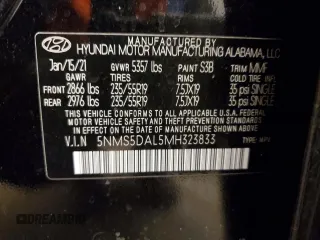 HYUNDAI MOTOR MANUFACTURING ALABAMA, LLC
Jan/15/21 GVWR 5357 lbs PAINT S3B TRIM MMF
GAWR TIRES RIMS COLD TIRE INFLATION
FRONT 2866 lbs 235/55R19 7.5JX19 35 psi SINGLE
REAR 2976 lbs 235/55R19 7.5JX19 35 psi SINGLE
THIS VEHICLE CONFORMS TO ALL APPLICABLE
FEDERAL MOTOR VEHICLE SAFETY AND THEFT
PREVENTION STANDARDS IN EFFECT ON THE DATE
OF MANUFACTURE SHOWN ABOVE.
V.I.N 5NMS5DAL5MH323833 TYPE: MPV